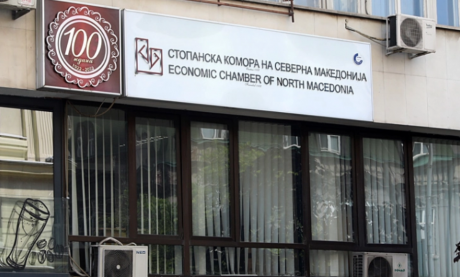 100
СТОПАНСКА КОМОРА НА СЕВЕРНА МАКЕДОНИЈА
ECONOMIC CHAMBER OF NORTH MACEDONIA